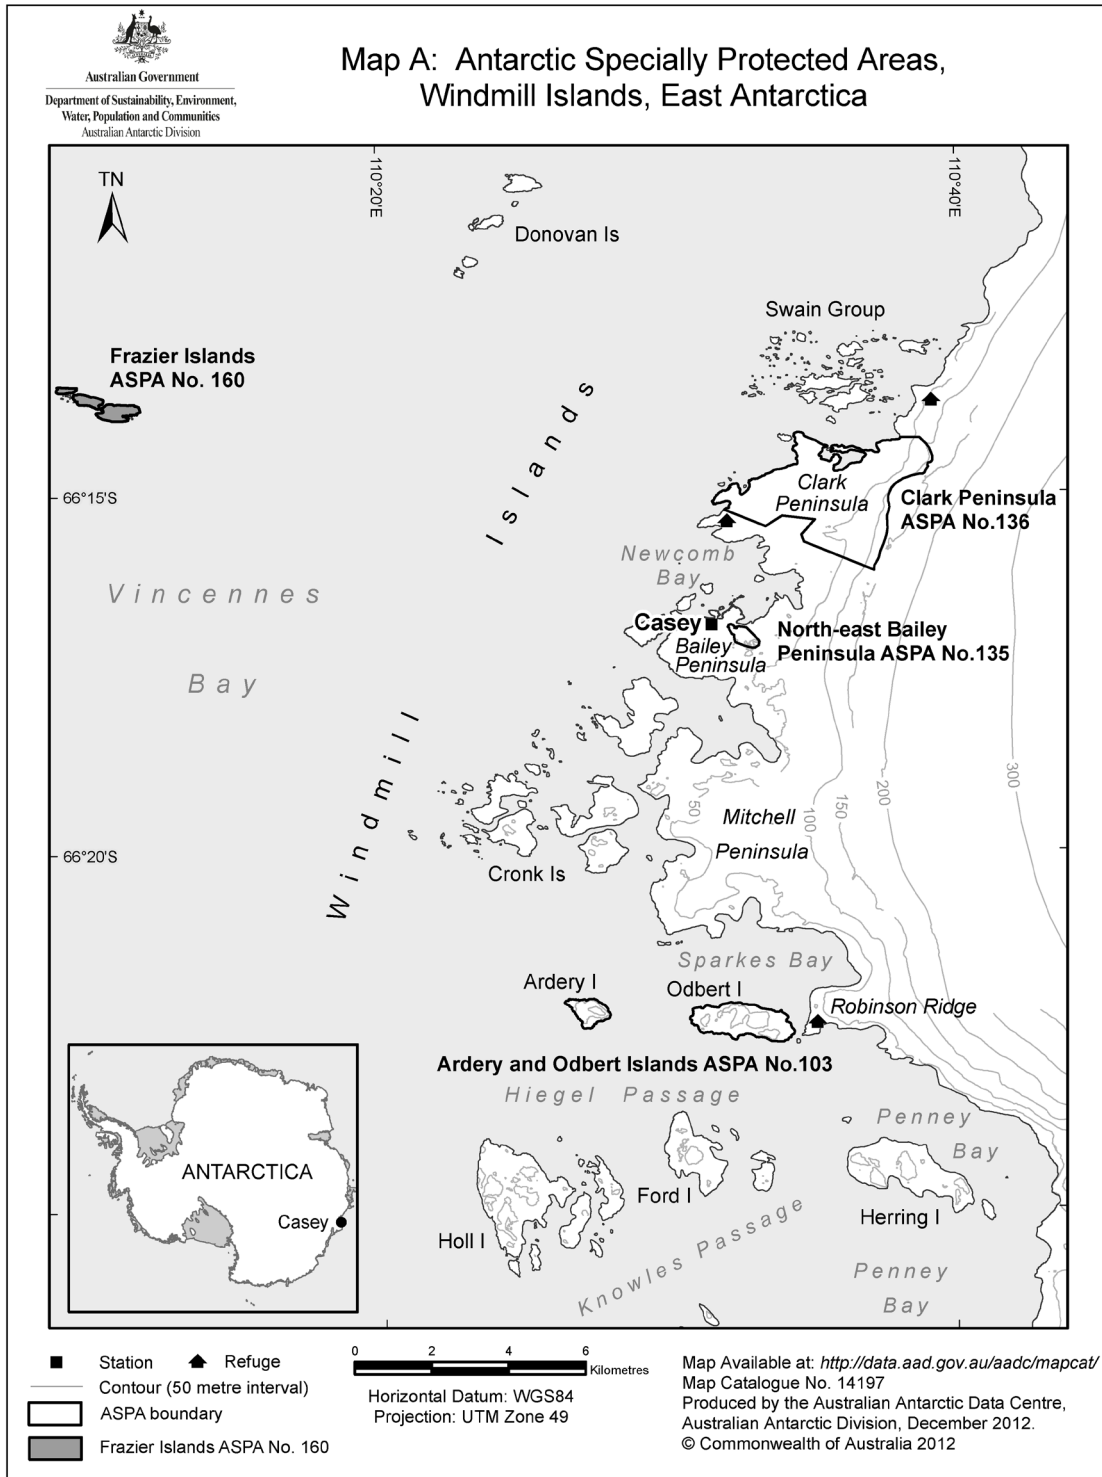 Australian Government
Department of Sustainability, Environment,
Water, Population and Communities
Australian Antarctic Division
Map A:  Antarctic Specially Protected Areas,
Windmill Islands, East Antarctica
TN
110°20'E
110°40'E
Donovan Is
Swain Group
Frazier Islands
ASPA No. 160
Clark
Peninsula
66°15'S
Clark Peninsula
ASPA No.136
Newcomb
Bay
Vincennes
Bay
Casey
Bailey
Peninsula
North-east Bailey
Peninsula ASPA No.135
Windmill Islands
50
100
150
200
300
Mitchell
Peninsula
66°20'S
Cronk Is
Sparkes Bay
Ardery I
Odbert I
Robinson Ridge
Ardery and Odbert Islands ASPA No.103
Hiegel Passage
Penney
Bay
Ford I
Holl I
Herring I
Knowles Passage
Penney
Bay
ANTARCTICA
Casey
Station
Refuge
Contour (50 metre interval)
ASPA boundary
Frazier Islands ASPA No. 160
0 2 4 6
Kilometres
Horizontal Datum: WGS84
Projection: UTM Zone 49
Map Available at: http://data.aad.gov.au/aadc/mapcat/
Map Catalogue No. 14197
Produced by the Australian Antarctic Data Centre,
Australian Antarctic Division, December 2012.
© Commonwealth of Australia 2012